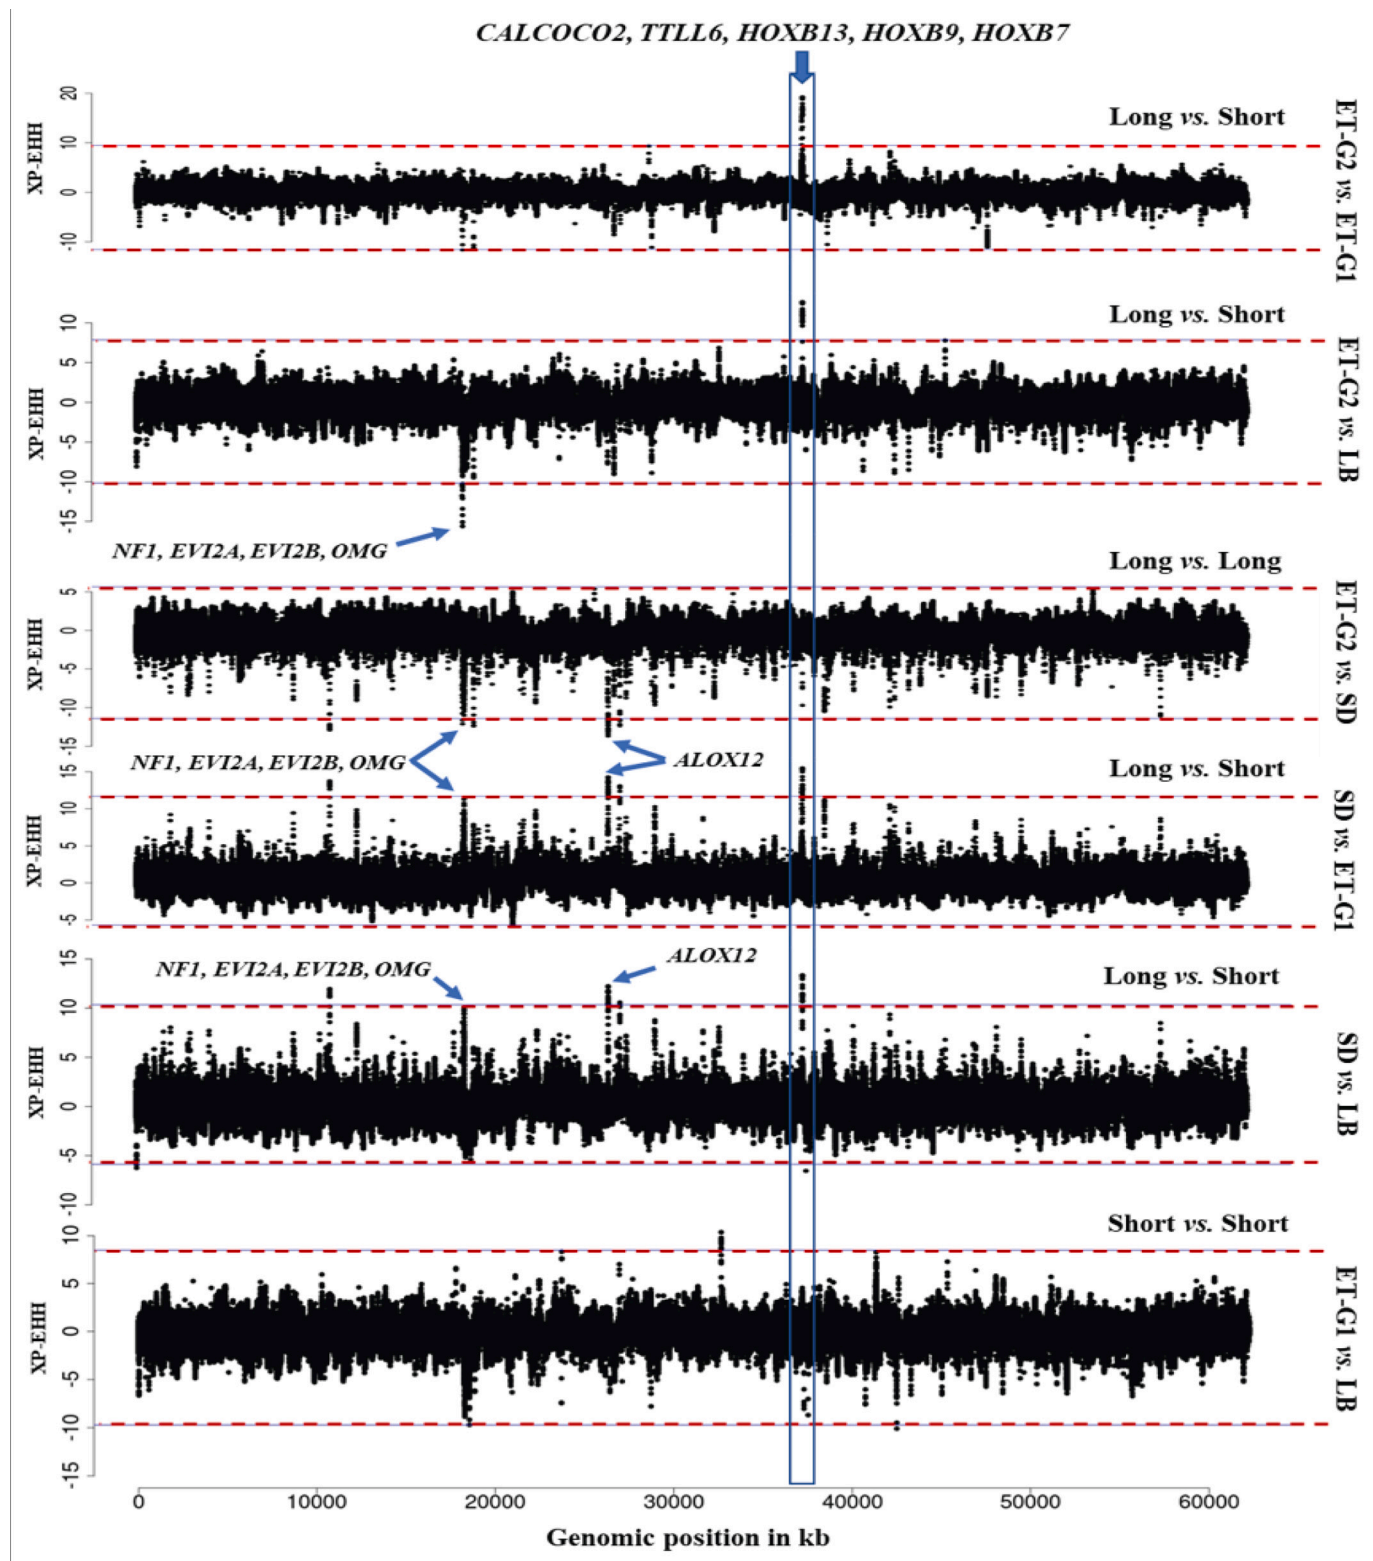 CALCOCO2, TTLL6, HOXB13, HOXB9, HOXB7
Long vs. Short
ET-G2 vs. ET-G1
XP-EHH
20
10
0
-10
Long vs. Short
ET-G2 vs. LB
XP-EHH
10
5
0
-5
-10
-15
NF1, EVI2A, EVI2B, OMG
Long vs. Long
ET-G2 vs. SD
XP-EHH
5
0
-5
-10
-15
NF1, EVI2A, EVI2B, OMG
ALOX12
Long vs. Short
SD vs. ET-G1
XP-EHH
15
10
5
0
-5
NF1, EVI2A, EVI2B, OMG
ALOX12
Long vs. Short
SD vs. LB
XP-EHH
15
10
5
0
-5
-10
Short vs. Short
ET-G1 vs. LB
XP-EHH
10
5
0
-5
-10
-15
0 10000 20000 30000 40000 50000 60000
Genomic position in kb